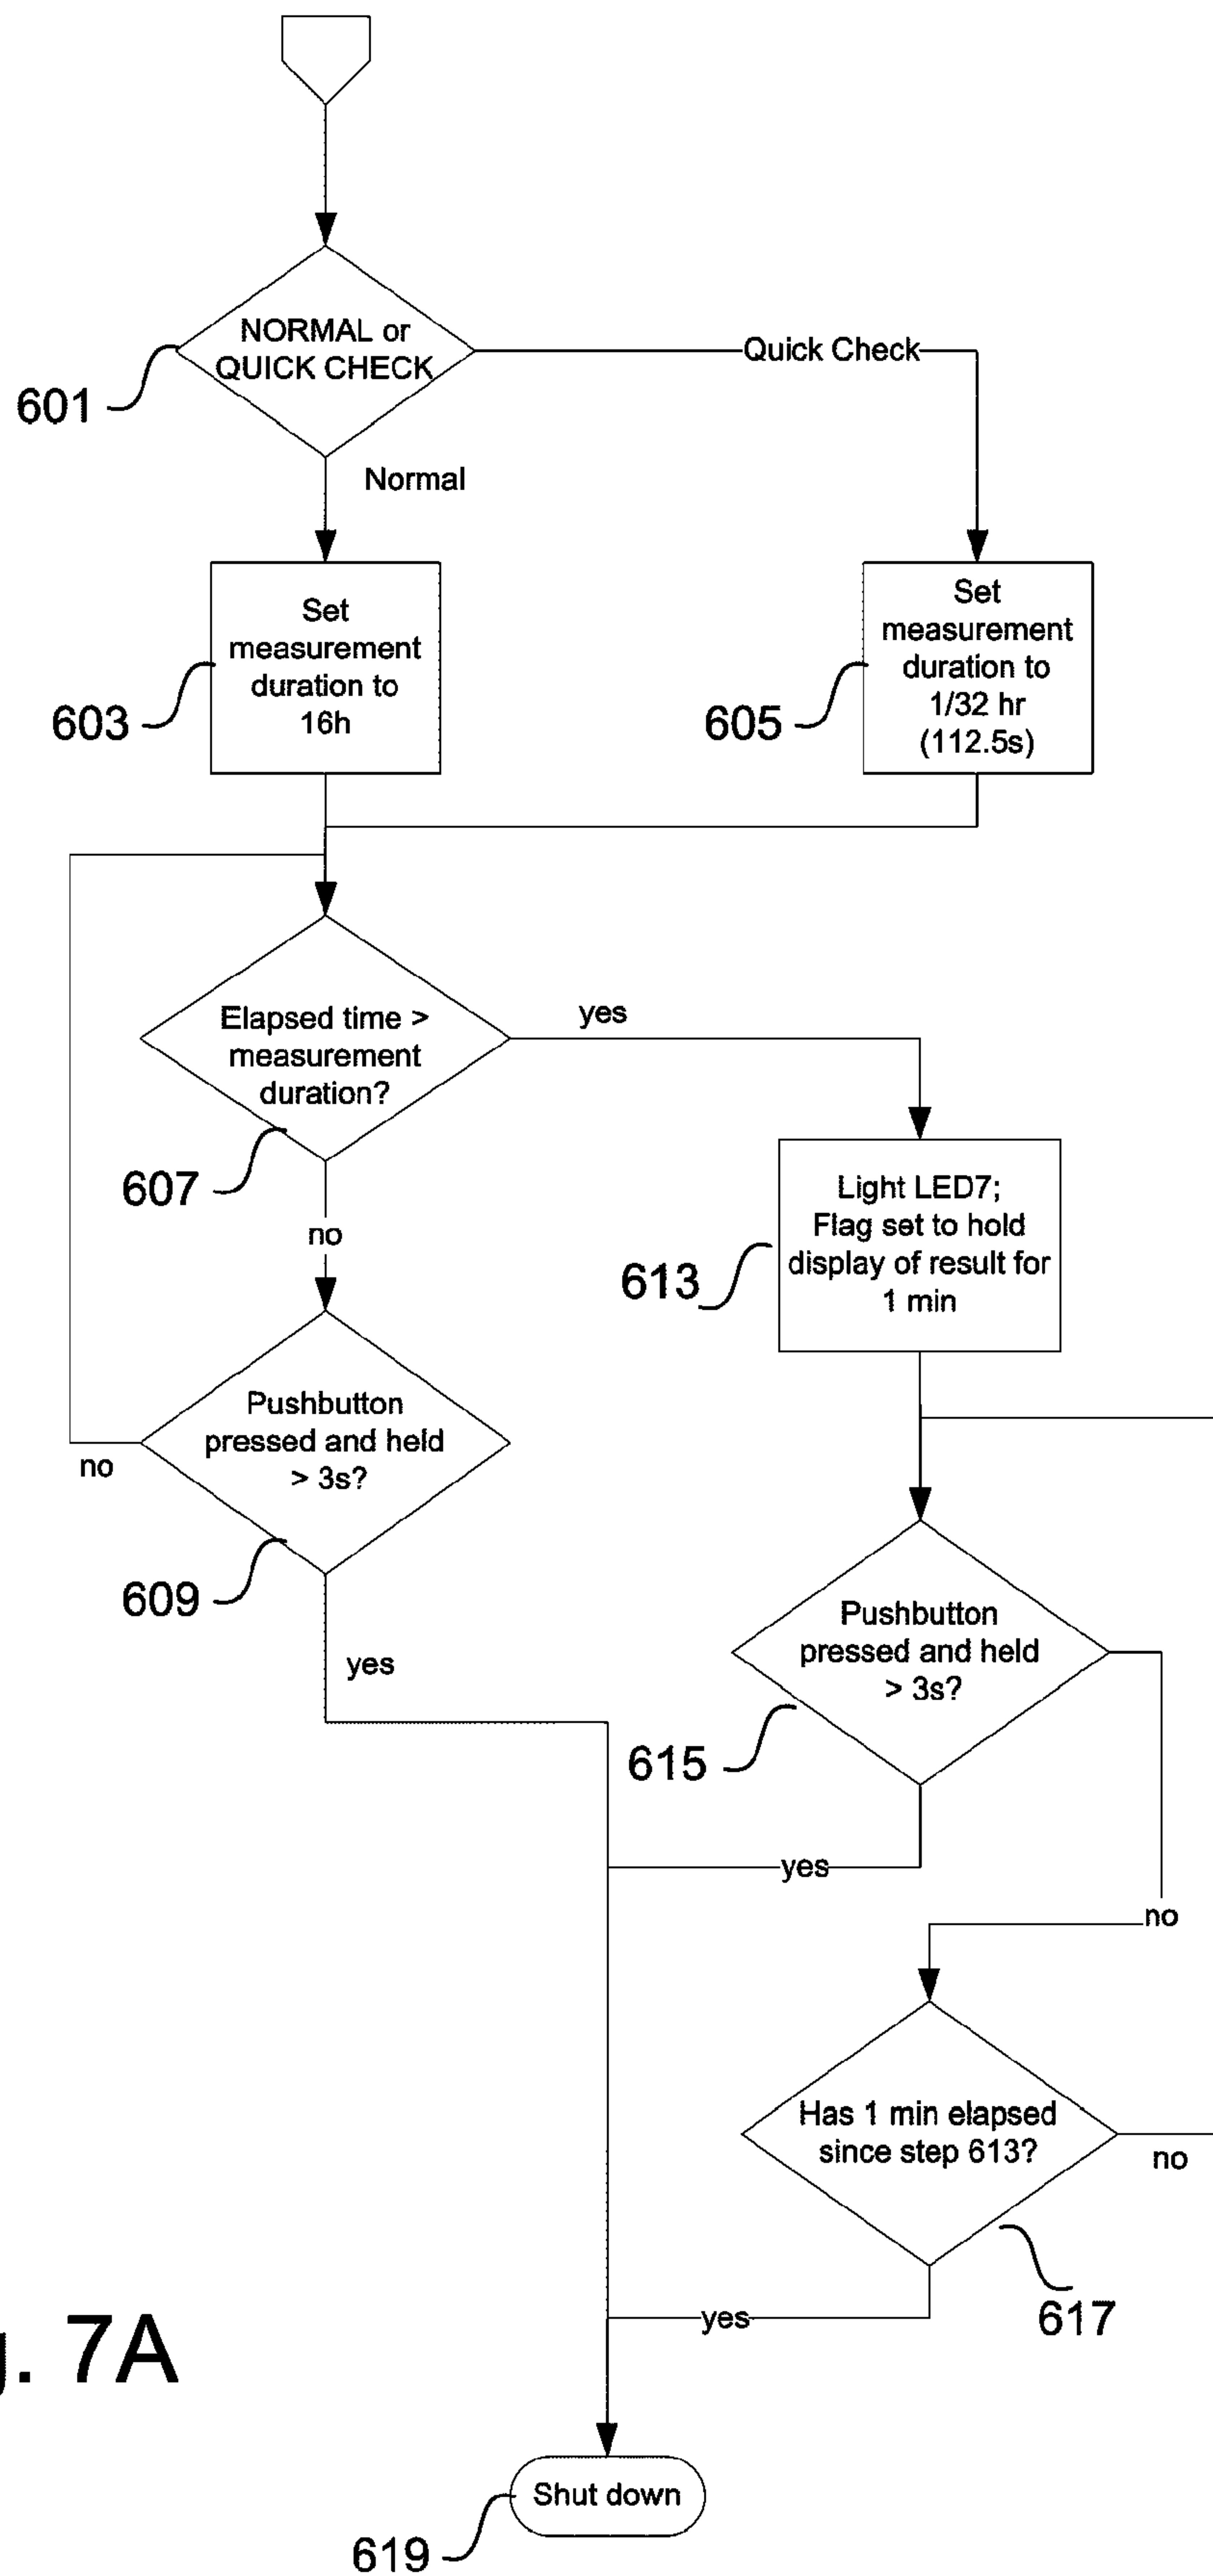 NORMAL or
QUICK CHECK
Quick Check
601
Normal
Set
measurement
duration to
16h
603
Set
measurement
duration to
1/32 hr
(112.5s)
605
Elapsed time >
measurement
duration?
yes
607
no
Light LED7;
Flag set to hold
display of result for
1 min
613
Pushbutton
pressed and held
> 3s?
no
609
yes
Pushbutton
pressed and held
> 3s?
615
yes
no
Has 1 min elapsed
since step 613?
no
617
yes
g. 7A
Shut down
619